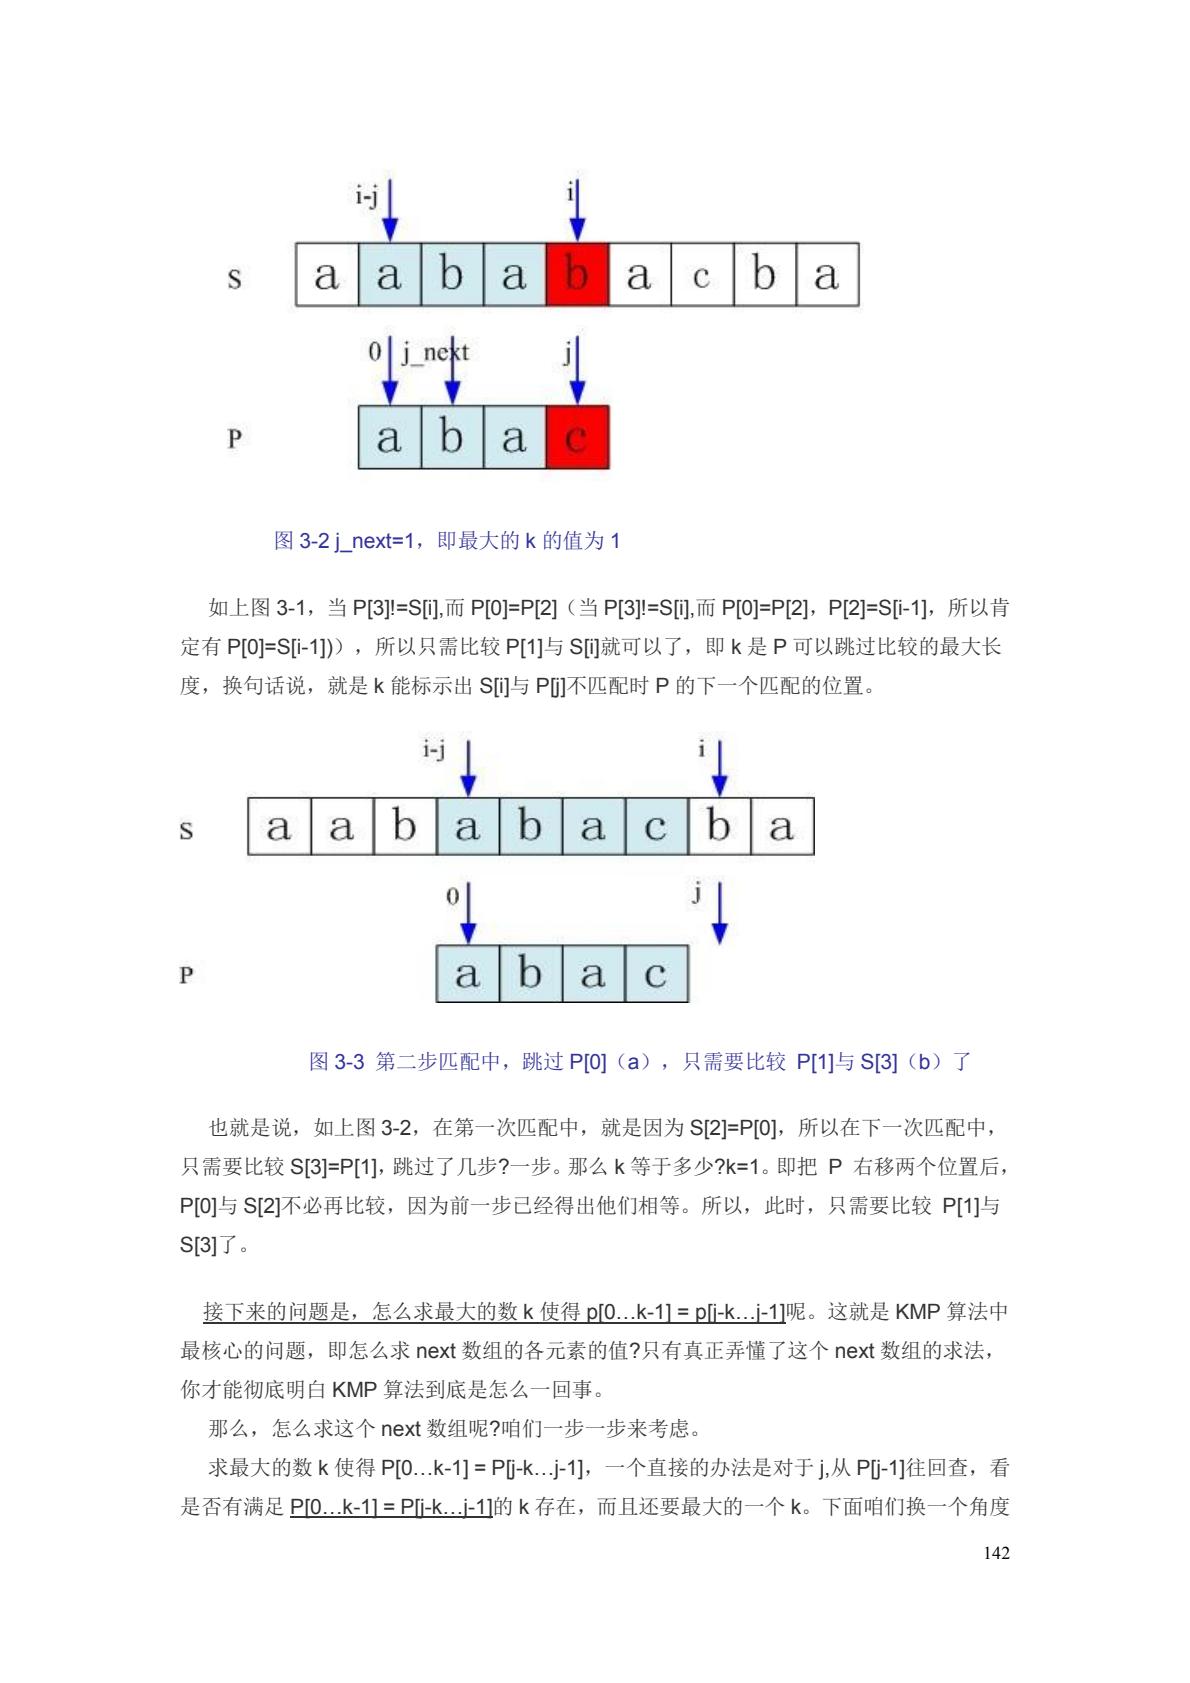 i-j i
S a a b a b a c b a
0 j_next j
P a b a c
图 3-2 j_next=1，即最大的 k 的值为 1
如上图 3-1，当 P[3]!=S[i],而 P[0]=P[2]（当 P[3]!=S[i],而 P[0]=P[2]，P[2]=S[i-1]，所以肯
定有 P[0]=S[i-1])），所以只需比较 P[1]与 S[i]就可以了，即 k 是 P 可以跳过比较的最大长
度，换句话说，就是 k 能标示出 S[i]与 P[j]不匹配时 P 的下一个匹配的位置。
i-j i
S a a b a b a c b a
0 j
P a b a c
图 3-3 第二步匹配中，跳过 P[0]（a），只需要比较 P[1]与 S[3]（b）了
也就是说，如上图 3-2，在第一次匹配中，就是因为 S[2]=P[0]，所以在下一次匹配中，
只需要比较 S[3]=P[1]，跳过了几步?一步。那么 k 等于多少?k=1。即把 P 右移两个位置后，
P[0]与 S[2]不必再比较，因为前一步已经得出他们相等。所以，此时，只需要比较 P[1]与
S[3]了。
接下来的问题是，怎么求最大的数 k 使得 p[0…k-1] = p[j-k…j-1]呢。这就是 KMP 算法中
最核心的问题，即怎么求 next 数组的各元素的值?只有真正弄懂了这个 next 数组的求法，
你才能彻底明白 KMP 算法到底是怎么一回事。
那么，怎么求这个 next 数组呢?咱们一步一步来考虑。
求最大的数 k 使得 P[0…k-1] = P[j-k…j-1]，一个直接的办法是对于 j,从 P[j-1]往回查，看
是否有满足 P[0…k-1] = P[j-k…j-1]的 k 存在，而且还要最大的一个 k。下面咱们换一个角度
142